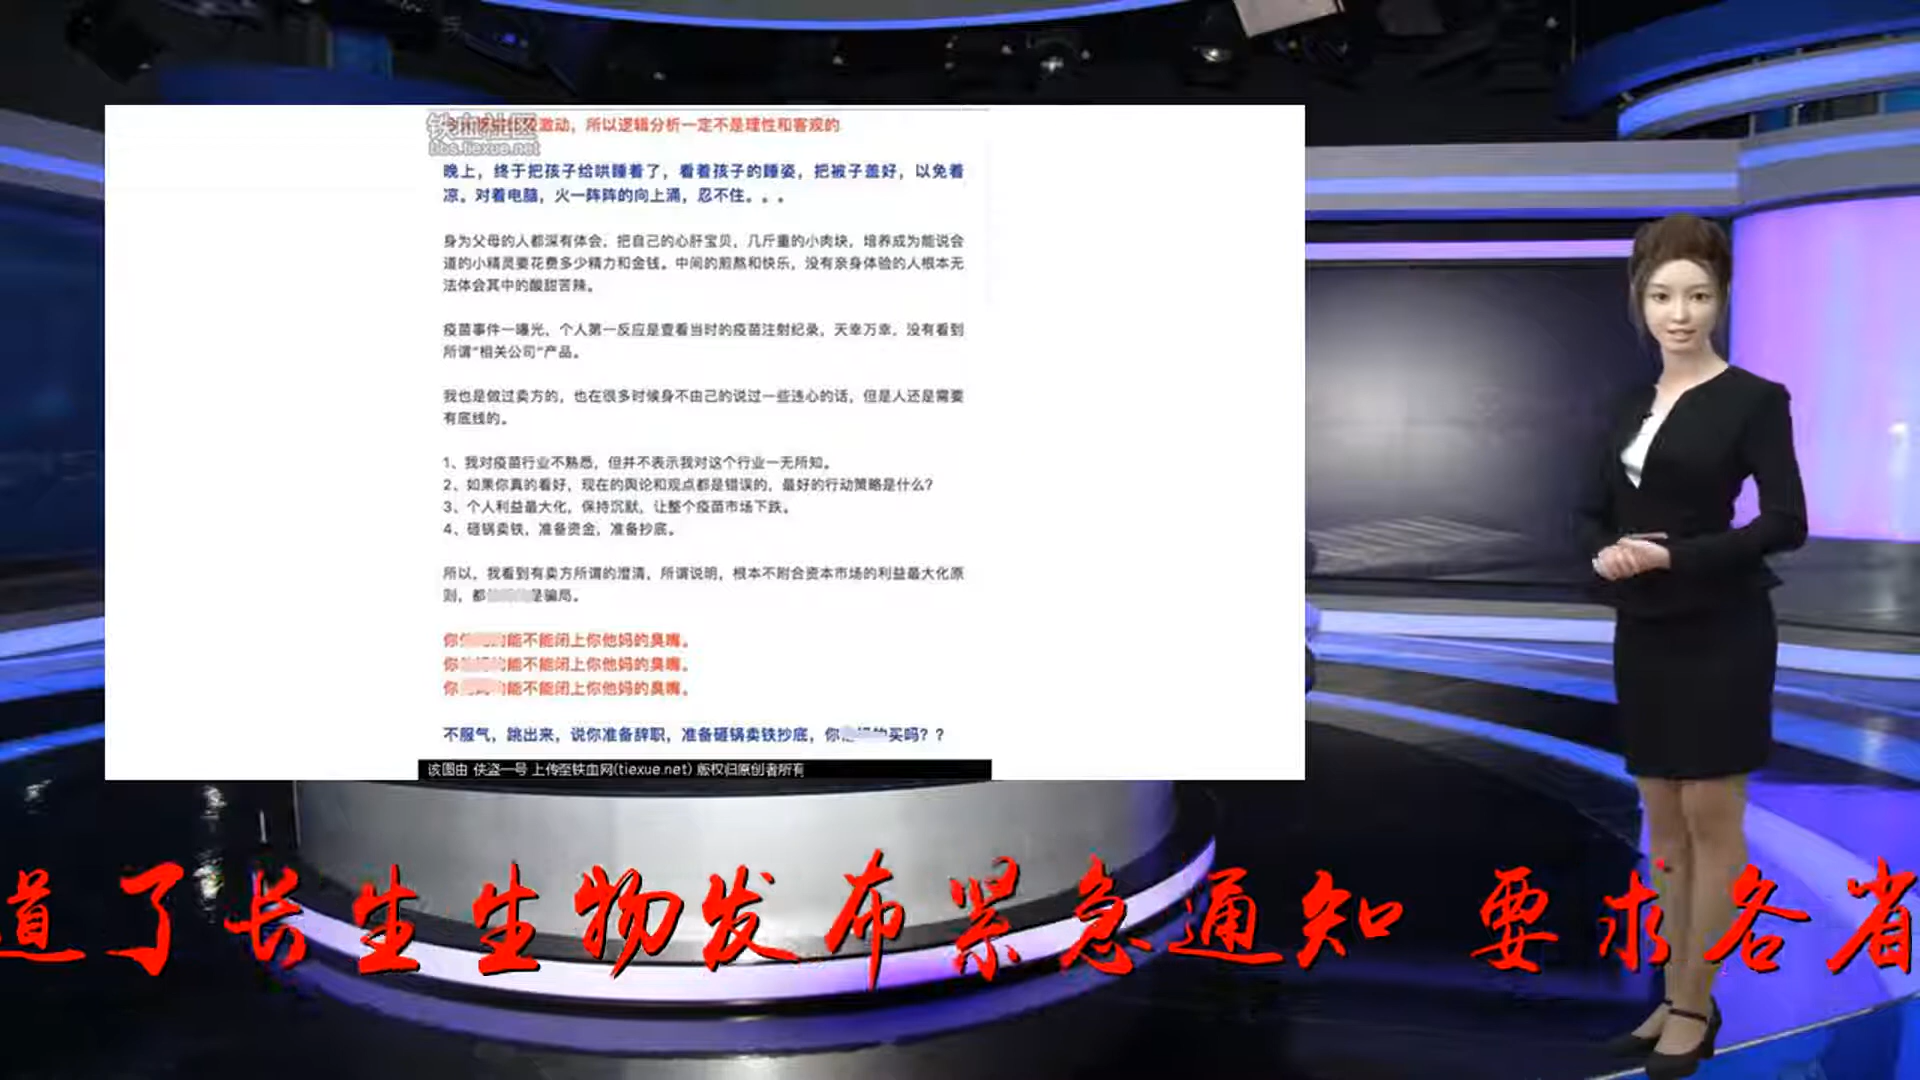 铁血社区
bbs.tiexue.net
激动，所以逻辑分析一定不是理性和客观的
晚上，终于把孩子给哄睡着了，看着孩子的睡姿，把被子盖好，以免着
凉。对着电脑，火一阵阵的向上涌，忍不住。。。
身为父母的人都深有体会，把自己的心肝宝贝，几斤重的小肉块，培养成为能说会
道的小精灵要花费多少精力和金钱。中间的煎熬和快乐，没有亲身体验的人根本无
法体会其中的酸甜苦辣。
疫苗事件一曝光，个人第一反应是查看当时的疫苗注射纪录，天幸万幸，没有看到
所谓“相关公司”产品。
我也是做过卖方的，也在很多时候身不由己的说过一些违心的话，但是人还是需要
有底线的。
1、我对疫苗行业不熟悉，但并不表示我对这个行业一无所知。
2、如果你真的看好，现在的舆论和观点都是错误的，最好的行动策略是什么？
3、个人利益最大化，保持沉默，让整个疫苗市场下跌。
4、砸锅卖铁，准备资金，准备抄底。
所以，我看到有卖方所谓的澄清，所谓说明，根本不附合资本市场的利益最大化原
则，都是骗局。
你能不能闭上你他妈的臭嘴。
你能不能闭上你他妈的臭嘴。
你能不能闭上你他妈的臭嘴。
不服气，跳出来，说你准备辞职，准备砸锅卖铁抄底，你买吗？？
该图由 侠盗一号 上传至铁血网(tiexue.net) 版权归原创者所有
道了长生生物发布紧急通知 要求各省